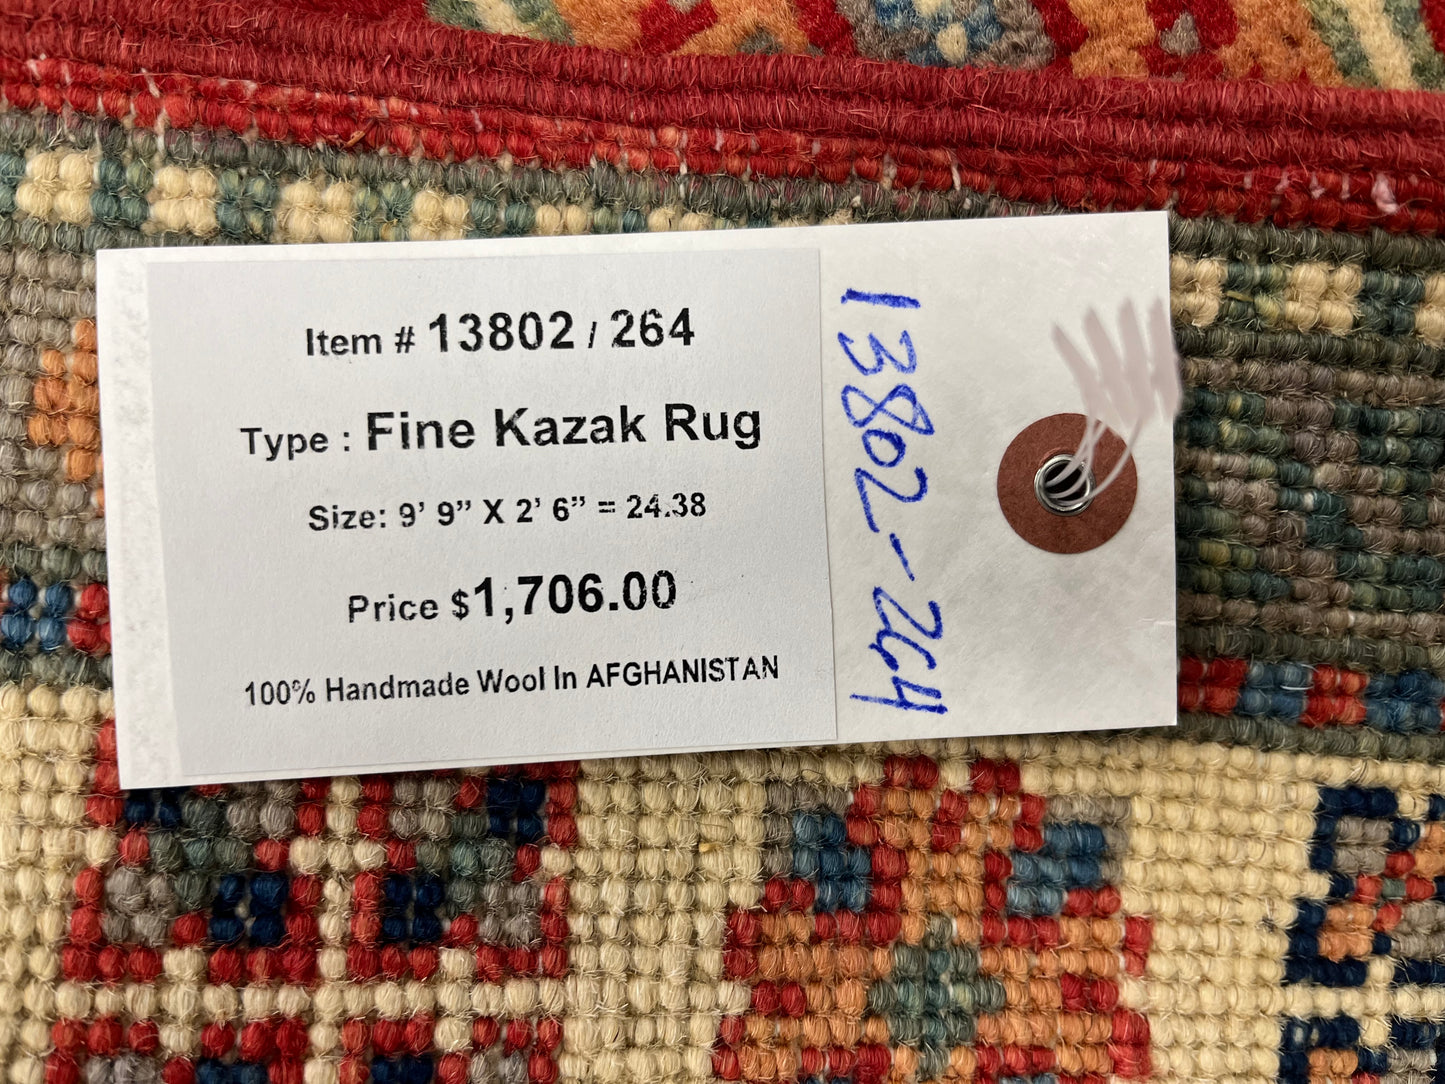 Item # 13802 / 264
Type : Fine Kazak Rug
Size: 9’ 9” X 2’ 6” = 24.38
Price $1,706.00
100% Handmade Wool In AFGHANISTAN
13802-264